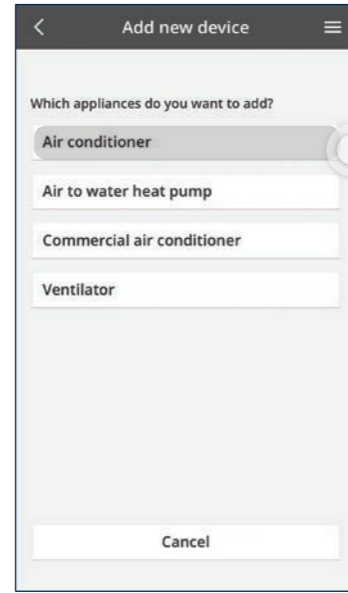 Add new device
Which appliances do you want to add?
Air conditioner
Air to water heat pump
Commercial air conditioner
Ventilator
Cancel